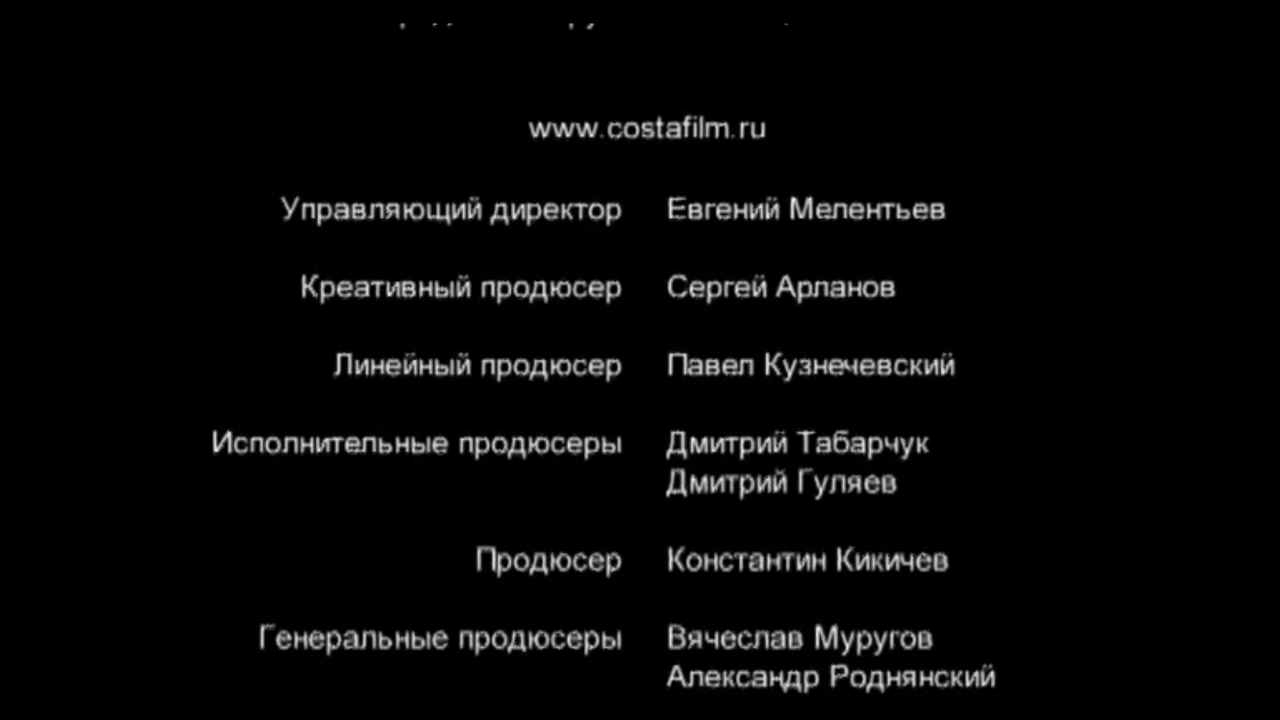 www.costafilm.ru
Управляющий директор Евгений Мелентьев
Креативный продюсер Сергей Арланов
Линейный продюсер Павел Кузнечевский
Исполнительные продюсеры Дмитрий Табарчук
Дмитрий Гуляев
Продюсер Константин Кикичев
Генеральные продюсеры Вячеслав Муругов
Александр Роднянский